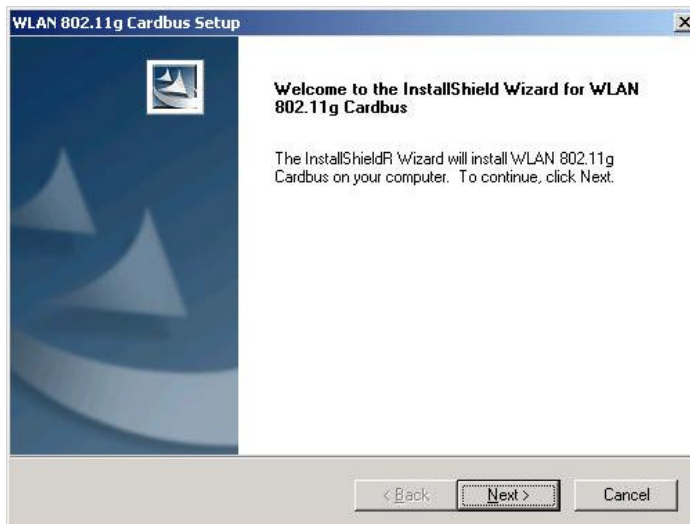 WLAN 802.11g Cardbus Setup
Welcome to the InstallShield Wizard for WLAN
802.11g Cardbus
The InstallShieldR Wizard will install WLAN 802.11g
Cardbus on your computer. To continue, click Next.
< Back
Next >
Cancel